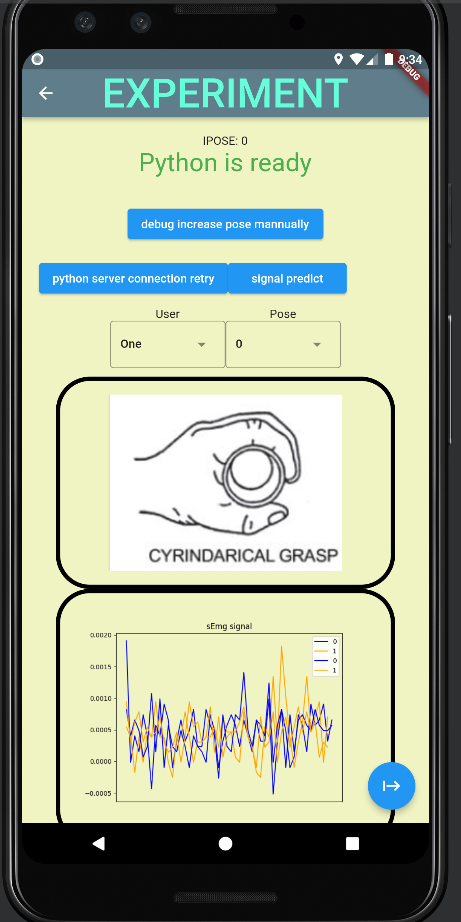 9:34
DEBUG
EXPERIMENT
IPOSE: 0
Python is ready
debug increase pose mannually
python server connection retry
signal predict
User
Pose
One
0
CYRINDARICAL GRASP
sEmg signal
0.0020
0.0015
0.0010
0.0005
0.0000
−0.0005
0
1
0
1